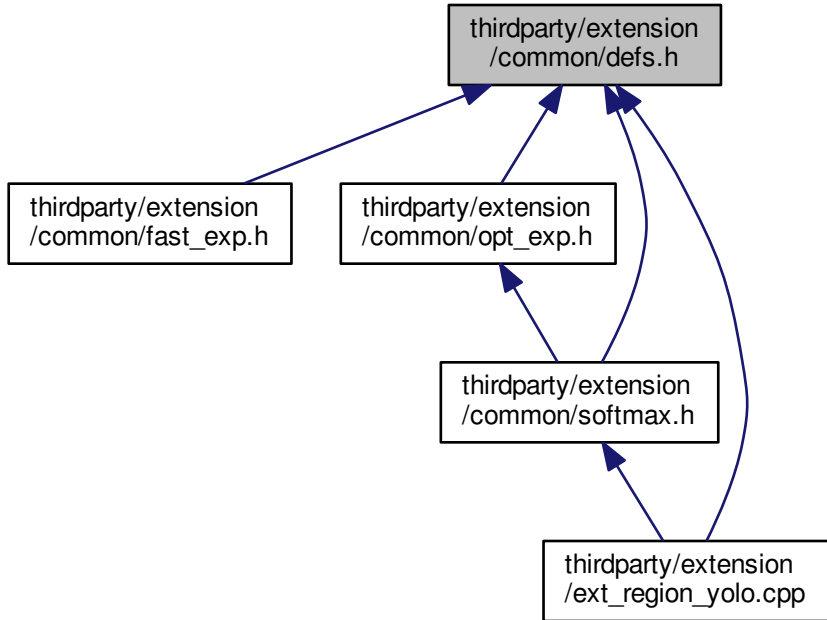 thirdparty/extension
/common/defs.h
thirdparty/extension
/common/fast_exp.h
thirdparty/extension
/common/opt_exp.h
thirdparty/extension
/common/softmax.h
thirdparty/extension
/ext_region_yolo.cpp